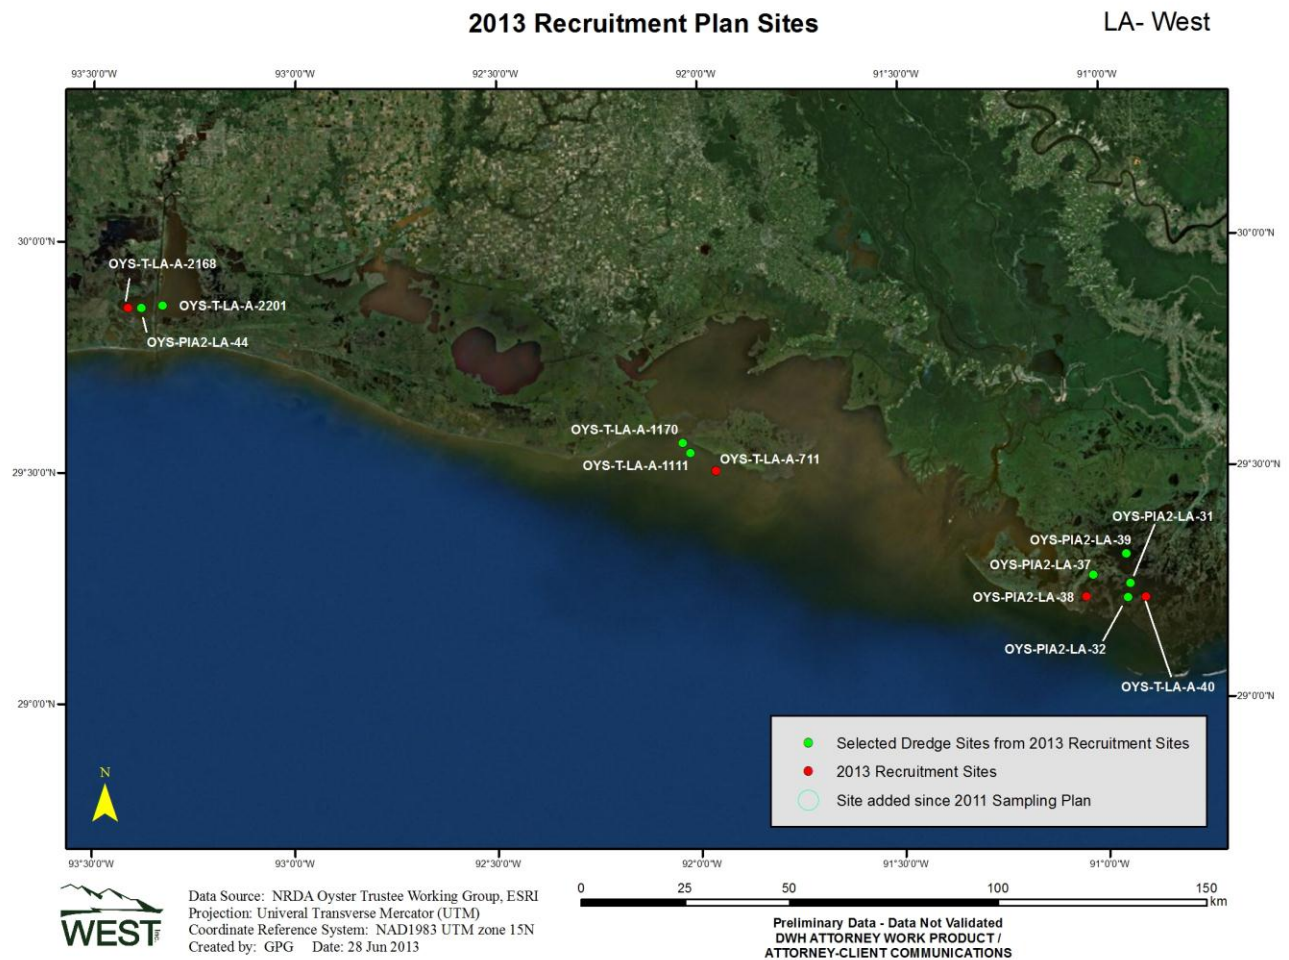 2013 Recruitment Plan Sites
LA- West
93°30'0"W
93°0'0"W
92°30'0"W
92°0'0"W
91°30'0"W
91°0'0"W
30°0'0"N
30°0'0"N
OYS-T-LA-A-2168
OYS-T-LA-A-2201
OYS-PIA2-LA-44
OYS-T-LA-A-1170
OYS-T-LA-A-711
OYS-T-LA-A-1111
29°30'0"N
29°30'0"N
OYS-PIA2-LA-31
OYS-PIA2-LA-39
OYS-PIA2-LA-37
OYS-PIA2-LA-38
OYS-PIA2-LA-32
OYS-T-LA-A-40
29°0'0"N
29°0'0"N
Selected Dredge Sites from 2013 Recruitment Sites
2013 Recruitment Sites
Site added since 2011 Sampling Plan
N
93°30'0"W
93°0'0"W
92°30'0"W
92°0'0"W
91°30'0"W
91°0'0"W
WEST Inc.
Data Source: NRDA Oyster Trustee Working Group, ESRI
Projection: Univeral Transverse Mercator (UTM)
Coordinate Reference System: NAD1983 UTM zone 15N
Created by: GPG Date: 28 Jun 2013
0 25 50 100 150
km
Preliminary Data - Data Not Validated
DWH ATTORNEY WORK PRODUCT /
ATTORNEY-CLIENT COMMUNICATIONS